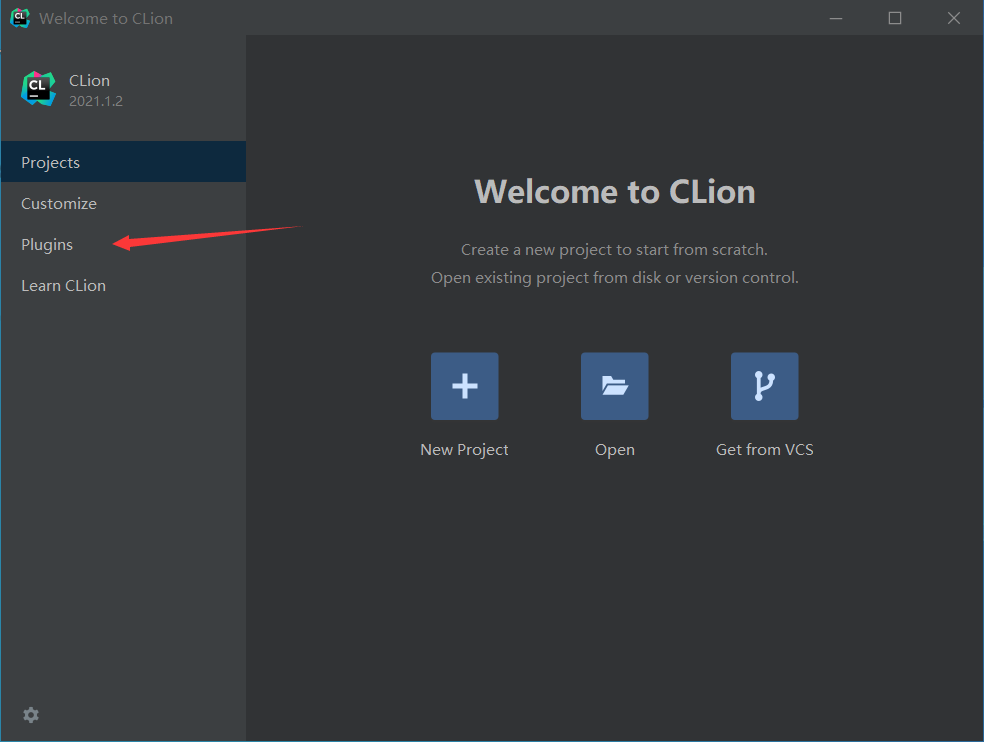 Welcome to CLion
CL
CLion
2021.1.2
Projects
Customize
Plugins
Learn CLion
Welcome to CLion
Create a new project to start from scratch.
Open existing project from disk or version control.
New Project
Open
Get from VCS